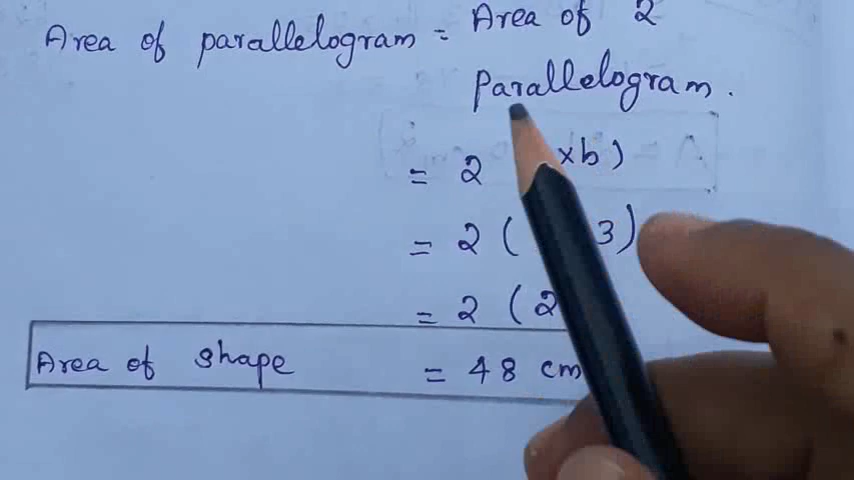 Area of parallelogram = Area of 2
parallelogram.
= 2 xb)
= 2 ( 3)
= 2 (2
Area of shape = 48 cm